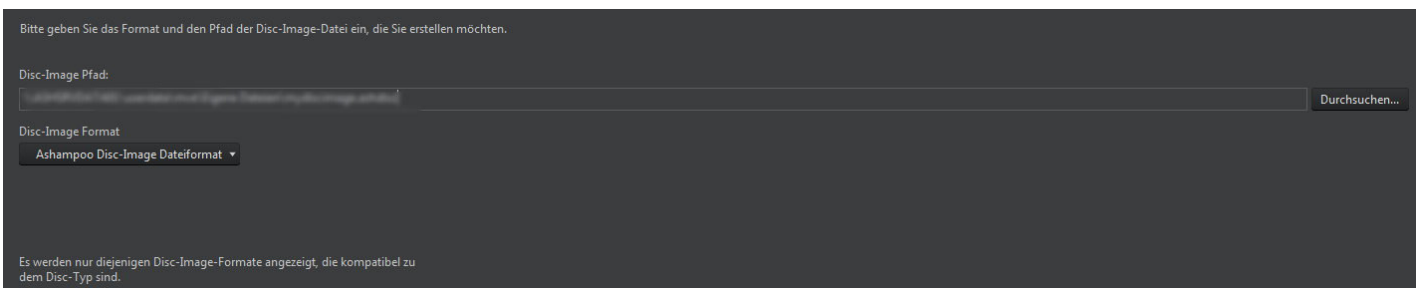 Bitte geben Sie das Format und den Pfad der Disc-Image-Datei ein, die Sie erstellen möchten.
Disc-Image Pfad:
Durchsuchen...
Disc-Image Format
Ashampoo Disc-Image Dateiformat
Es werden nur diejenigen Disc-Image-Formate angezeigt, die kompatibel zu
dem Disc-Typ sind.